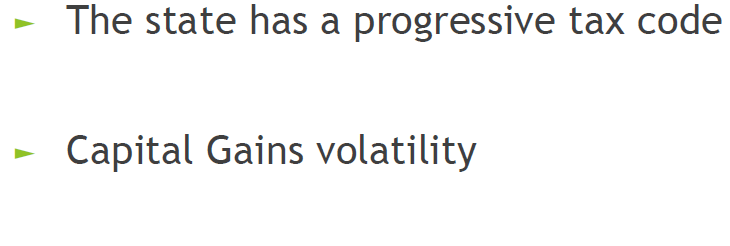 The state has a progressive tax code
Capital Gains volatility